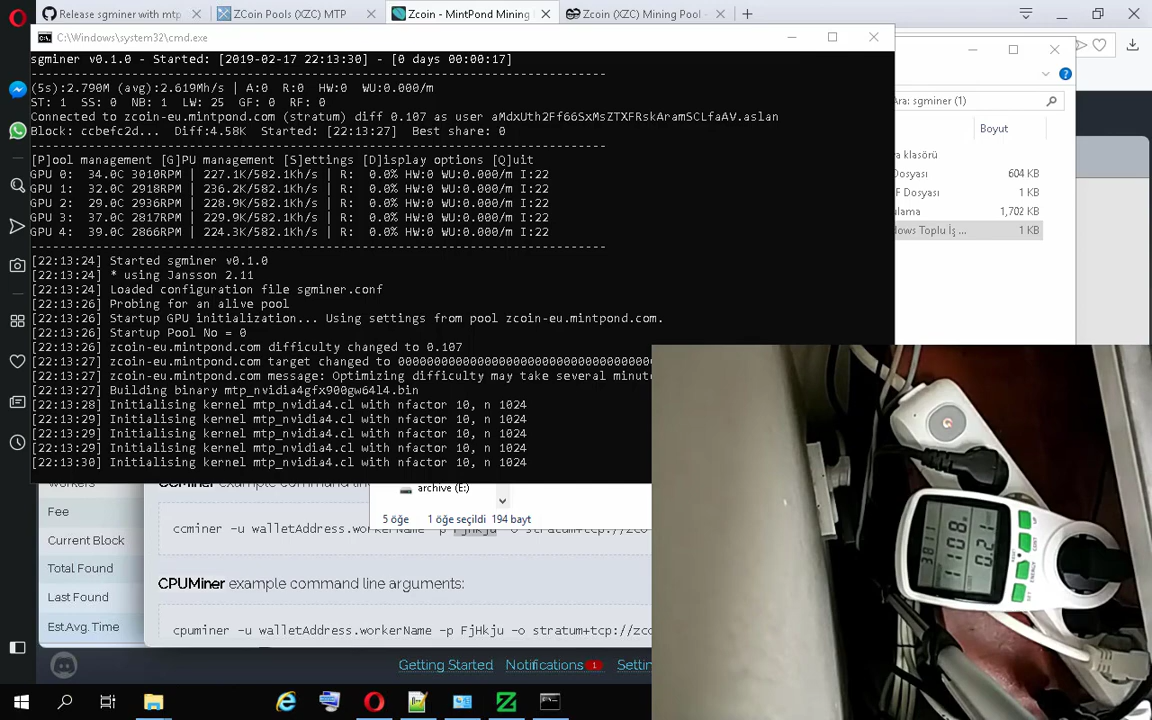 Release sgminer with mtp
ZCoin Pools (XZC) MTP
Zcoin - MintPond Mining
Zcoin (XZC) Mining Pool -
C:\Windows\system32\cmd.exe
sgminer v0.1.0 - Started: [2019-02-17 22:13:30] - [0 days 00:00:17]
(5s):2.790M (avg):2.619Mh/s | A:0 R:0 HW:0 WU:0.000/m
ST: 1 SS: 0 NB: 1 LW: 25 GF: 0 RF: 0
Connected to zcoin-eu.mintpond.com (stratum) diff 0.107 as user aMdxUth2Ff66SxMsZTXFRskAramSCLfaAV.aslan
Block: ccbefc2d... Diff:4.58K Started: [22:13:27] Best share: 0
[P]ool management [G]PU management [S]ettings [D]isplay options [Q]uit
GPU 0: 34.0C 3010RPM | 227.1K/582.1Kh/s | R: 0.0% HW:0 WU:0.000/m I:22
GPU 1: 32.0C 2918RPM | 236.2K/582.1Kh/s | R: 0.0% HW:0 WU:0.000/m I:22
GPU 2: 29.0C 2936RPM | 228.9K/582.1Kh/s | R: 0.0% HW:0 WU:0.000/m I:22
GPU 3: 37.0C 2817RPM | 229.9K/582.1Kh/s | R: 0.0% HW:0 WU:0.000/m I:22
GPU 4: 39.0C 2866RPM | 224.3K/582.1Kh/s | R: 0.0% HW:0 WU:0.000/m I:22
[22:13:24] Started sgminer v0.1.0
[22:13:24] * using Jansson 2.11
[22:13:24] Loaded configuration file sgminer.conf
[22:13:26] Probing for an alive pool
[22:13:26] Startup GPU initialization... Using settings from pool zcoin-eu.mintpond.com.
[22:13:26] Startup Pool No = 0
[22:13:26] zcoin-eu.mintpond.com difficulty changed to 0.107
[22:13:27] zcoin-eu.mintpond.com target changed to 00000000000000000000000000000000
[22:13:27] zcoin-eu.mintpond.com message: Optimizing difficulty may take several minute
[22:13:27] Building binary mtp_nvidia4gfx900gw64l4.bin
[22:13:28] Initialising kernel mtp_nvidia4.cl with nfactor 10, n 1024
[22:13:29] Initialising kernel mtp_nvidia4.cl with nfactor 10, n 1024
[22:13:29] Initialising kernel mtp_nvidia4.cl with nfactor 10, n 1024
[22:13:29] Initialising kernel mtp_nvidia4.cl with nfactor 10, n 1024
[22:13:30] Initialising kernel mtp_nvidia4.cl with nfactor 10, n 1024
Ara: sgminer (1)
Boyut
a klasörü
Dosyası 604 KB
F Dosyası 1 KB
ulama 1,702 KB
lows Toplu İş ... 1 KB
archive (E:)
5 öğe 1 öğe seçildi 194 bayt
Fee
Current Block
Total Found
Last Found
Est.Avg. Time
ccminer -u walletAddress.workerName -p FjHkju -o stratum+tcp://zco
CPUMiner example command line arguments:
cpuminer -u walletAddress.workerName -p FjHkju -o stratum+tcp://zco
Getting Started Notifications 1 Settin
1108